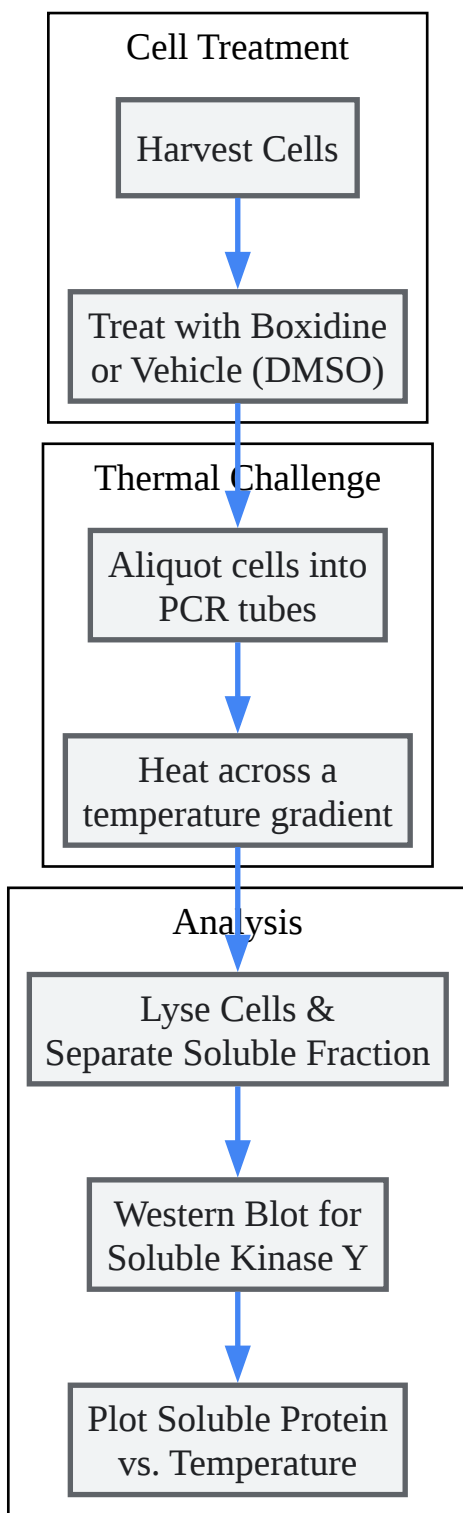 Cell Treatment
Harvest Cells
Treat with Boxidine
or Vehicle (DMSO)
Thermal Challenge
Aliquot cells into
PCR tubes
Heat across a
temperature gradient
Analysis
Lyse Cells &
Separate Soluble Fraction
Western Blot for
Soluble Kinase Y
Plot Soluble Protein
vs. Temperature